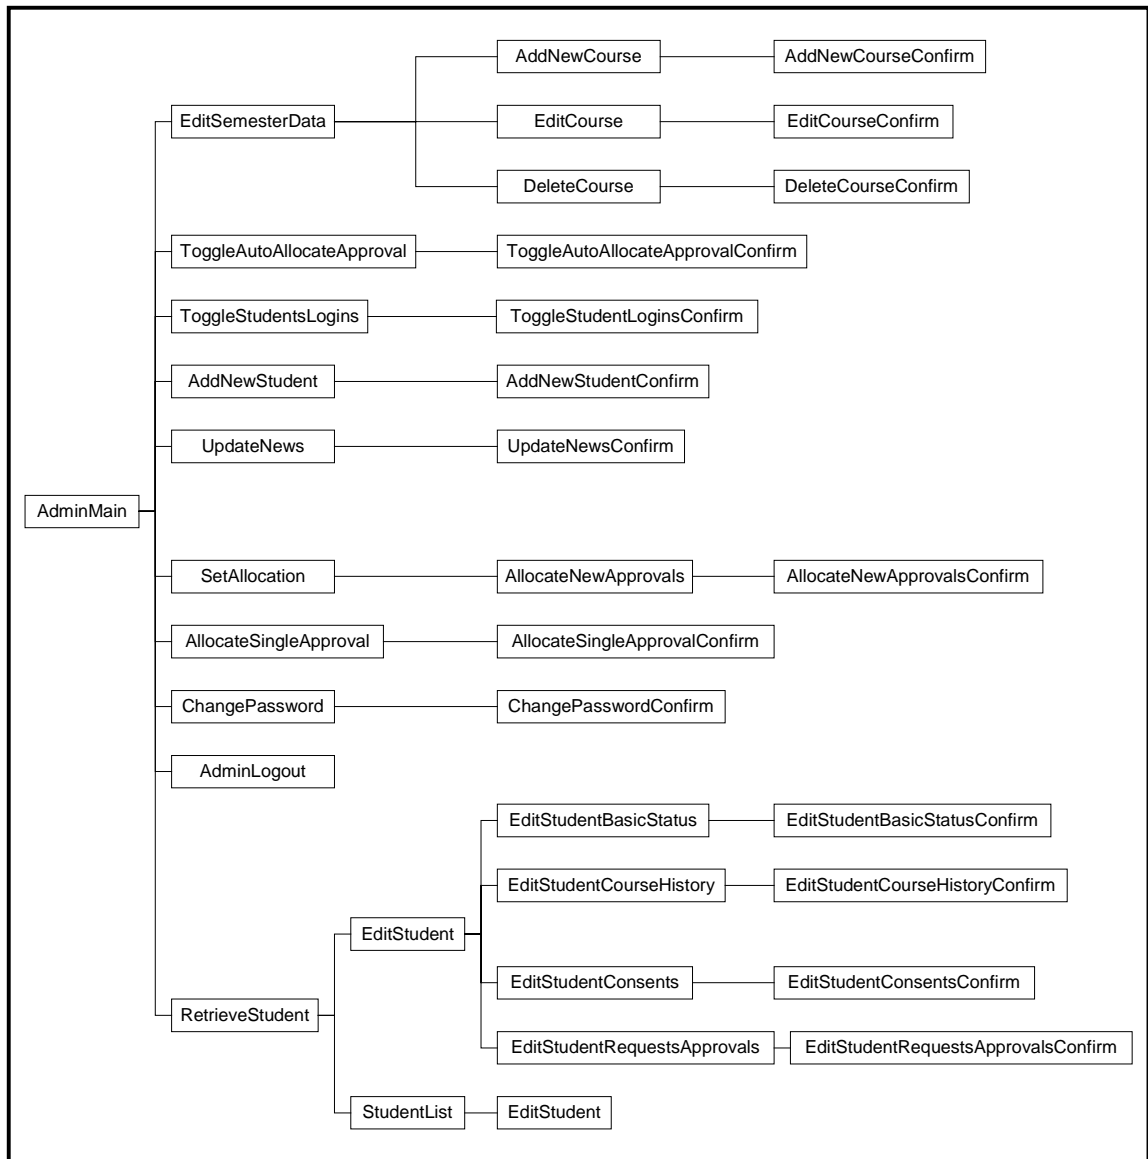 AddNewCourse AddNewCourseConfirm
EditSemesterData EditCourse EditCourseConfirm
DeleteCourse DeleteCourseConfirm
ToggleAutoAllocateApproval ToggleAutoAllocateApprovalConfirm
ToggleStudentsLogins ToggleStudentLoginsConfirm
AddNewStudent AddNewStudentConfirm
UpdateNews UpdateNewsConfirm
AdminMain
SetAllocation AllocateNewApprovals AllocateNewApprovalsConfirm
AllocateSingleApproval AllocateSingleApprovalConfirm
ChangePassword ChangePasswordConfirm
AdminLogout
EditStudentBasicStatus EditStudentBasicStatusConfirm
EditStudentCourseHistory EditStudentCourseHistoryConfirm
EditStudent
EditStudentConsents EditStudentConsentsConfirm
RetrieveStudent
EditStudentRequestsApprovals EditStudentRequestsApprovalsConfirm
StudentList EditStudent